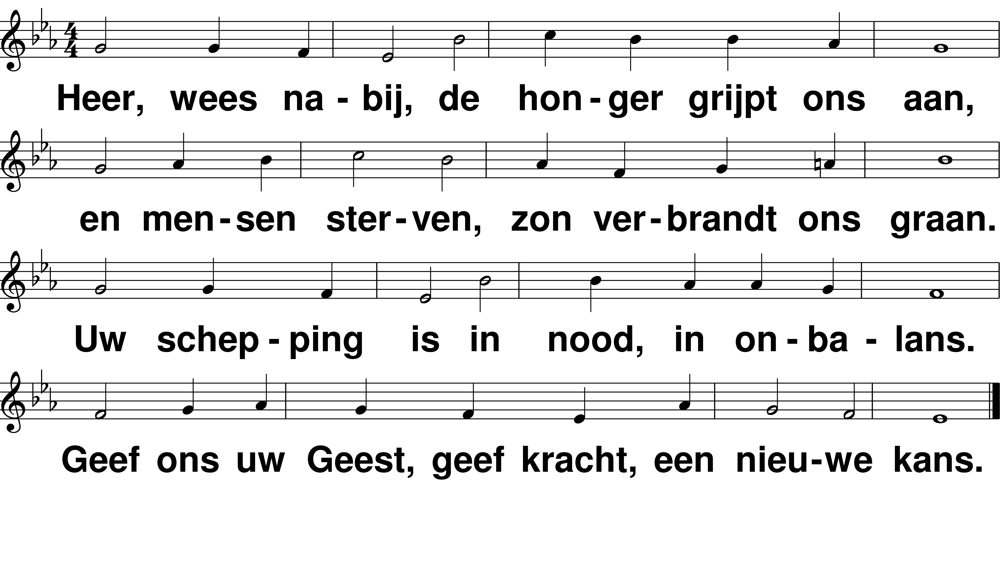 4
4
Heer, wees na - bij, de hon - ger grijpt ons aan,
en men - sen ster - ven, zon ver - brandt ons graan.
Uw schep - ping is in nood, in on - ba - lans.
Geef ons uw Geest, geef kracht, een nieu - we kans.